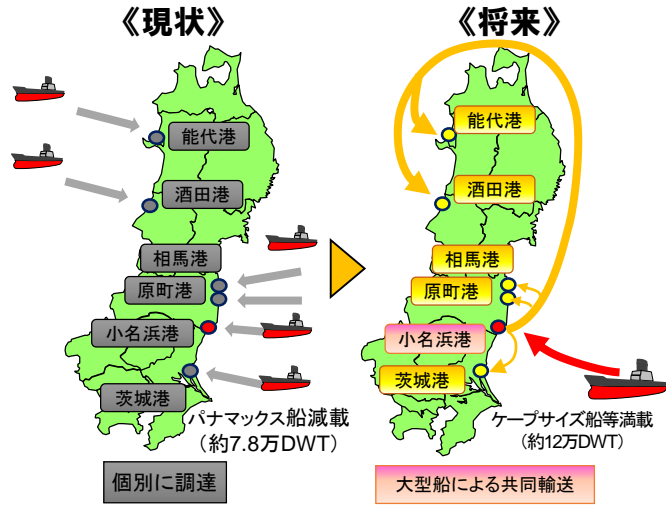 《現状》
能代港
酒田港
相馬港
原町港
小名浜港
茨城港
パナマックス船減載
（約7.8万DWT）
個別に調達
《将来》
能代港
酒田港
相馬港
原町港
小名浜港
茨城港
ケープサイズ船等満載
（約12万DWT）
大型船による共同輸送